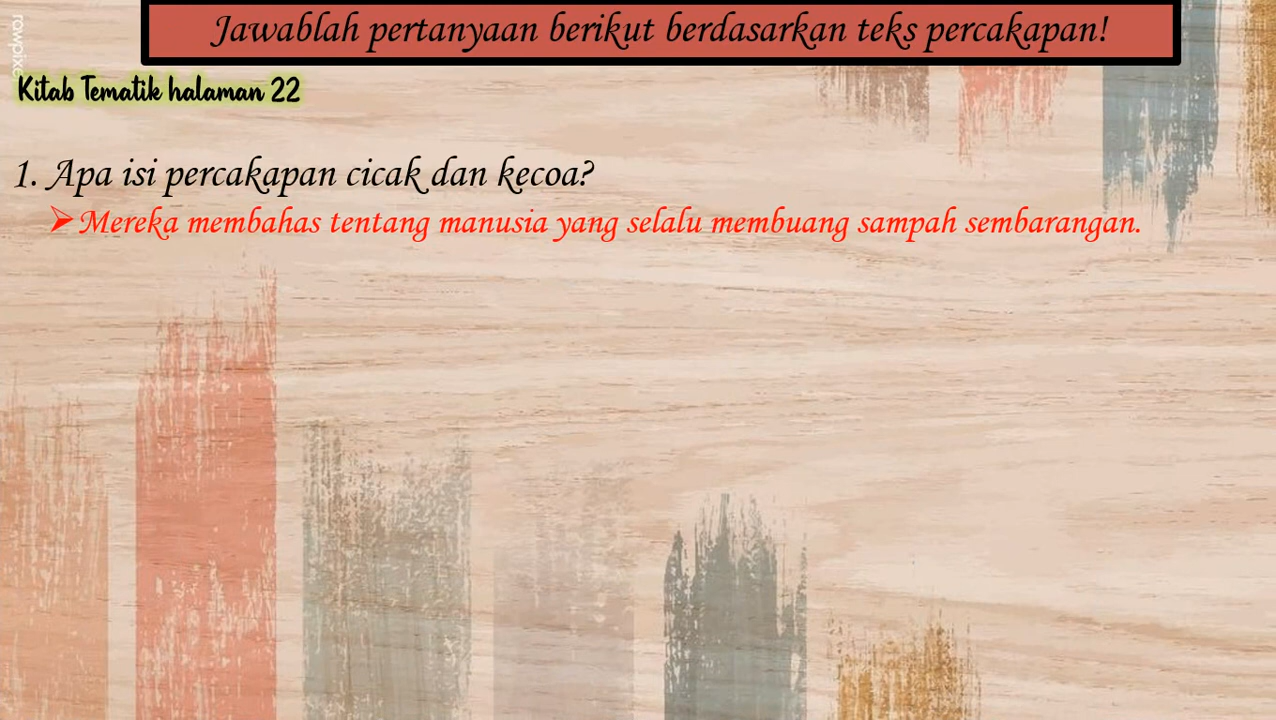 Jawablah pertanyaan berikut berdasarkan teks percakapan!
rawpixe
Kitab Tematik halaman 22
1. Apa isi percakapan cicak dan kecoa?
➢ Mereka membahas tentang manusia yang selalu membuang sampah sembarangan.